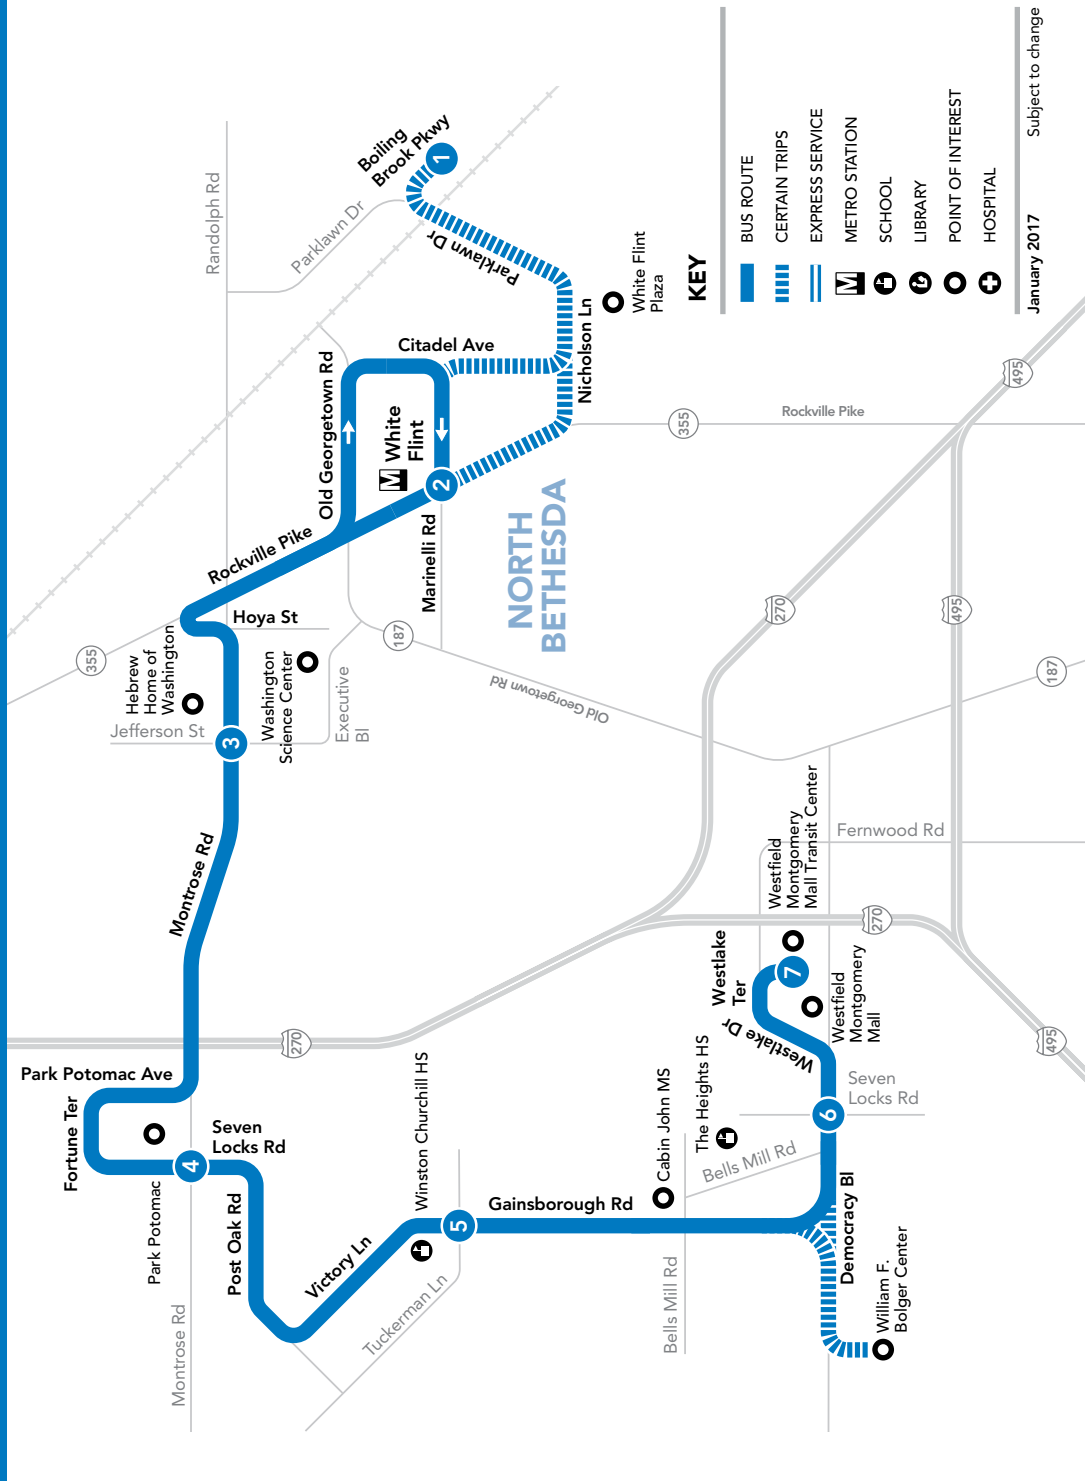 Boiling
Brook Pkwy
1
Randolph Rd
Parklawn Dr
Parklawn Dr
White Flint
Plaza
Nicholson Ln
Citadel Ave
Old Georgetown Rd
M
White
Flint
2
Rockville Pike
Marinelli Rd
NORTH
BETHESDA
355
Rockville Pike
495
270
495
187
187
Old Georgetown Rd
Hoya St
355
Hebrew
Home of
Washington
Washington
Science Center
Executive
Bl
Jefferson St
3
Montrose Rd
270
270
495
Fernwood Rd
Westfield
Montgomery
Mall Transit Center
Westlake
Ter
7
Westfield
Montgomery
Mall
Westlake Dr
Seven
Locks Rd
6
The Heights HS
Bells Mill Rd
Cabin John MS
Democracy Bl
William F.
Bolger Center
Bells Mill Rd
Gainsborough Rd
Winston Churchill HS
5
Tuckerman Ln
Victory Ln
Post Oak Rd
Seven
Locks Rd
4
Park Potomac
Montrose Rd
Fortune Ter
Park Potomac Ave
KEY
BUS ROUTE
CERTAIN TRIPS
EXPRESS SERVICE
M METRO STATION
SCHOOL
LIBRARY
POINT OF INTEREST
HOSPITAL
January 2017 Subject to change